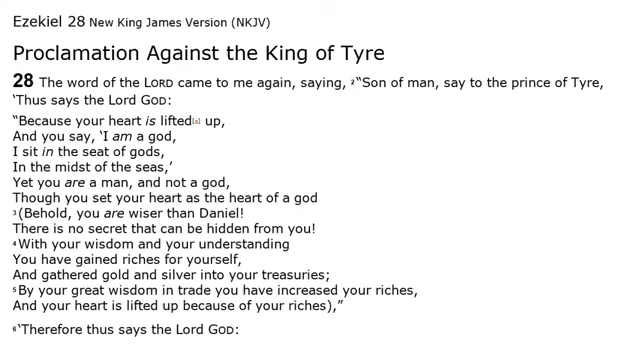 Ezekiel 28 New King James Version (NKJV)
Proclamation Against the King of Tyre
28 The word of the LORD came to me again, saying, 2 “Son of man, say to the prince of Tyre,
‘Thus says the Lord GOD:
“Because your heart is lifted[a] up,
And you say, ‘I am a god,
I sit in the seat of gods,
In the midst of the seas,’
Yet you are a man, and not a god,
Though you set your heart as the heart of a god
3 (Behold, you are wiser than Daniel!
There is no secret that can be hidden from you!
4 With your wisdom and your understanding
You have gained riches for yourself,
And gathered gold and silver into your treasuries;
5 By your great wisdom in trade you have increased your riches,
And your heart is lifted up because of your riches),”
6 ‘Therefore thus says the Lord GOD: